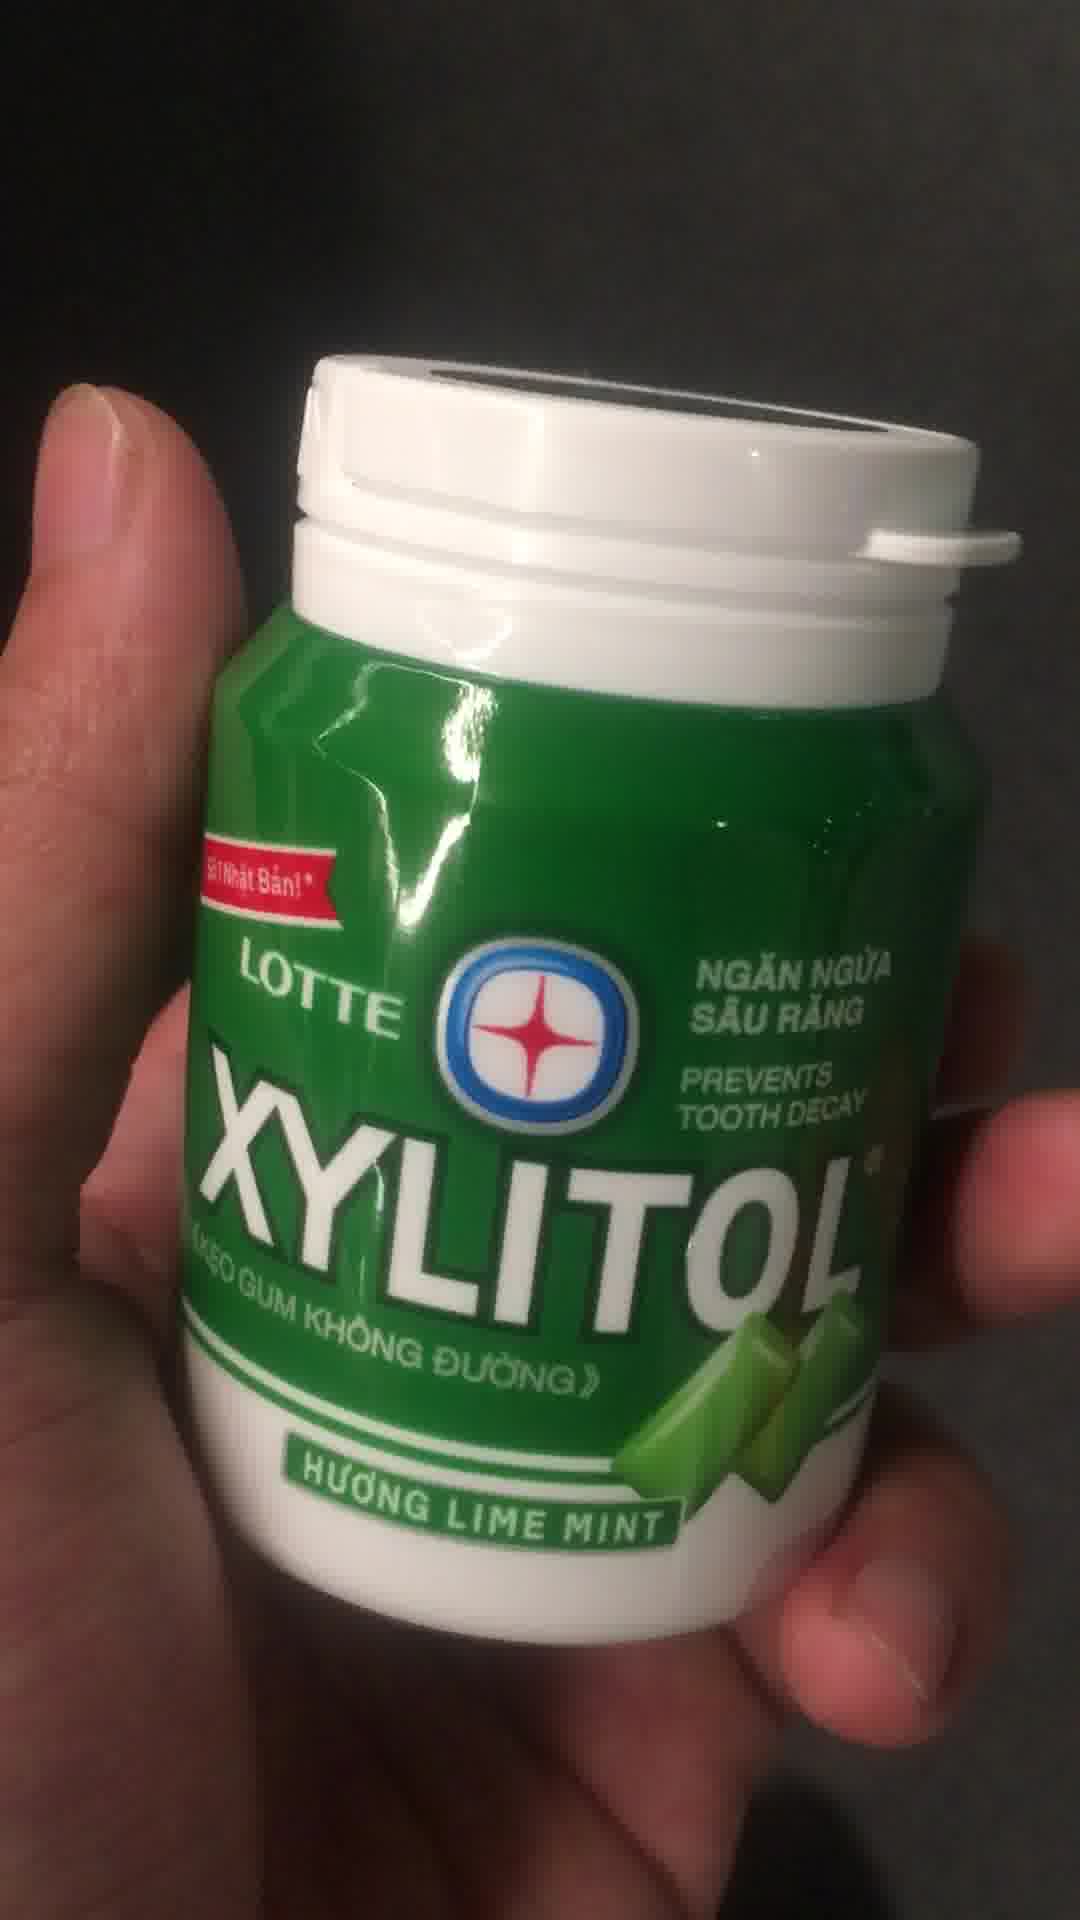 Số 1 Nhật Bản!*
LOTTE
NGĂN NGỪA
SÂU RĂNG
PREVENTS
TOOTH DECAY
XYLITOL®
《KẸO GUM KHÔNG ĐƯỜNG》
HƯƠNG LIME MINT